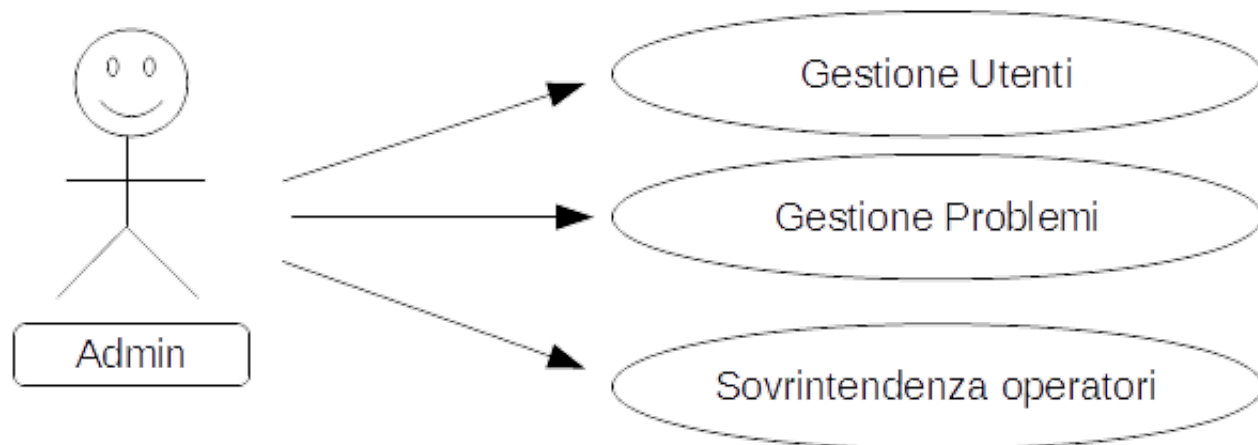 Gestione Utenti
Gestione Problemi
Admin
Sovrintendenza operatori